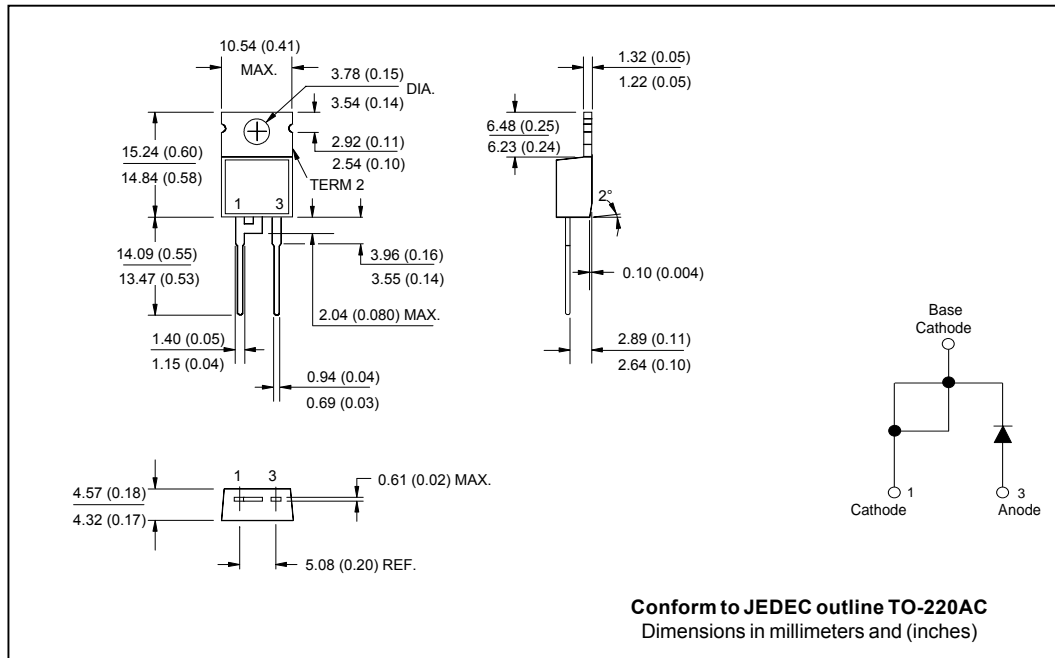 10.54 (0.41)
MAX.
3.78 (0.15)
3.54 (0.14)
DIA.
2.92 (0.11)
2.54 (0.10)
TERM 2
15.24 (0.60)
14.84 (0.58)
1
3
14.09 (0.55)
13.47 (0.53)
3.96 (0.16)
3.55 (0.14)
2.04 (0.080) MAX.
1.40 (0.05)
1.15 (0.04)
0.94 (0.04)
0.69 (0.03)
1.32 (0.05)
1.22 (0.05)
6.48 (0.25)
6.23 (0.24)
2°
0.10 (0.004)
2.89 (0.11)
2.64 (0.10)
Base
Cathode
1
Cathode
3
Anode
1
3
0.61 (0.02) MAX.
4.57 (0.18)
4.32 (0.17)
5.08 (0.20) REF.
Conform to JEDEC outline TO-220AC
Dimensions in millimeters and (inches)